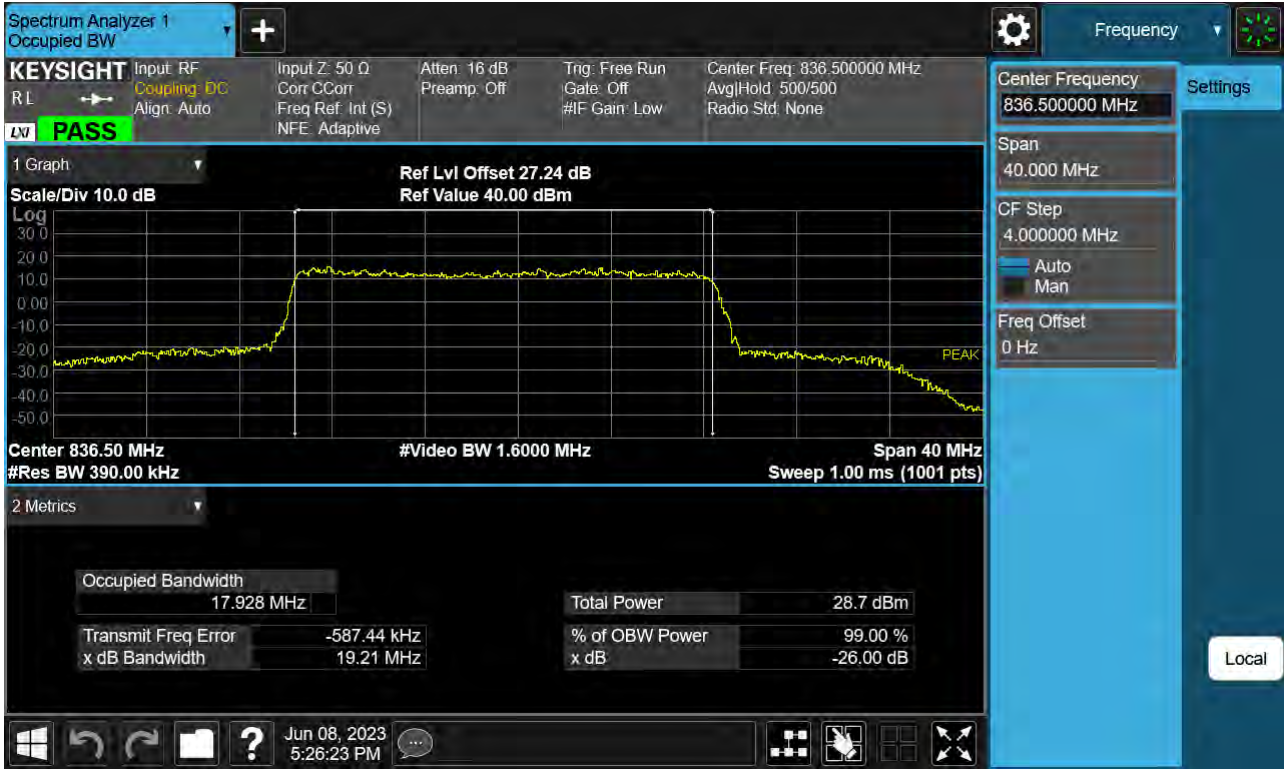 Spectrum Analyzer 1
Occupied BW
+
Frequency
KEYSIGHT
R L
LXI
PASS
Input: RF
Coupling: DC
Align: Auto
Input Z: 50 Ω
Corr CCorr
Freq Ref: Int (S)
NFE: Adaptive
Atten: 16 dB
Preamp: Off
Trig: Free Run
Gate: Off
#IF Gain: Low
Center Freq: 836.500000 MHz
Avg|Hold: 500/500
Radio Std: None
Center Frequency
836.500000 MHz
Settings
Span
40.000 MHz
CF Step
4.000000 MHz
Auto
Man
Freq Offset
0 Hz
1 Graph
Scale/Div 10.0 dB
Ref Lvl Offset 27.24 dB
Ref Value 40.00 dBm
Log
30.0
20.0
10.0
0.00
-10.0
-20.0
-30.0
-40.0
-50.0
PEAK
Center 836.50 MHz
#Video BW 1.6000 MHz
Span 40 MHz
#Res BW 390.00 kHz
Sweep 1.00 ms (1001 pts)
2 Metrics
Occupied Bandwidth
17.928 MHz
Total Power 28.7 dBm
Transmit Freq Error -587.44 kHz
% of OBW Power 99.00 %
x dB Bandwidth 19.21 MHz
x dB -26.00 dB
Local
?
Jun 08, 2023
5:26:23 PM